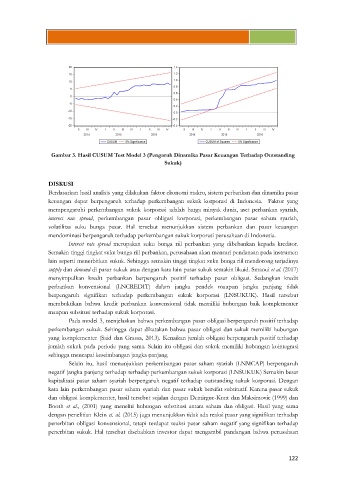 Gambar 3. Hasil CUSUM Test Model 3 (Pengaruh Dinamika Pasar Keuangan Terhadap Outstanding
Sukuk)
DISKUSI
Berdasarkan hasil analisis yang dilakukan faktor ekonomi makro, sistem perbankan dan dinamika pasar
keuangan dapat berpengaruh terhadap perkembangan sukuk korporasi di Indonesia. Faktor yang
mempengaruhi perkembangan sukuk korporasi adalah harga minyak dunia, aset perbankan syariah,
interest rate spread, perkembangan pasar obligasi korporasi, perkembangan pasar saham syariah,
volatilitas suku bunga pasar. Hal tersebut menunjukkan sistem perbankan dan pasar keuangan
mendominasi berpengaruh terhadap perkembangan sukuk korporasi perusahaan di Indonesia.
Interest rate spread merupakan suku bunga riil perbankan yang dibebankan kepada kreditor.
Semakin tinggi tingkat suku bunga riil perbankan, perusahaan akan mencari pendanaan pada instrumen
lain seperti menerbitkan sukuk. Sehingga semakin tinggi tingkat suku bunga riil mendorong terjadinya
supply dan demand di pasar sukuk atau dengan kata lain pasar sukuk semakin likuid. Smaoui et al. (2017)
menyimpulkan kredit perbankan berpengaruh positif terhadap pasar obligasi. Sedangkan kredit
perbankan konvensional (LNCREDIT) dalam jangka pendek maupun jangka panjang tidak
berpengaruh signifikan terhadap perkembangan sukuk korporasi (LNSUKUK). Hasil tersebut
membuktikan bahwa kredit perbankan konvensional tidak memiliki hubungan baik komplementer
maupun substitusi terhadap sukuk korporasi.
Pada model 3, menjelaskan bahwa perkembangan pasar obligasi berpengaruh positif terhadap
perkembangan sukuk. Sehingga dapat dikatakan bahwa pasar obligasi dan sukuk memiliki hubungan
yang komplementer (Said dan Grassa, 2013). Kenaikan jumlah obligasi berpengaruh positif terhadap
jumlah sukuk pada periode yang sama. Selain itu obligasi dan sukuk memiliki hubungan kointegrasi
sehingga mencapai keseimbangan jangka panjang.
Selain itu, hasil menunjukkan perkembangan pasar saham syariah (LNMCAP) berpengaruh
negatif jangka panjang terhadap terhadap perkembangan sukuk korporasi (LNSUKUK) Semakin besar
kapitalisasi pasar saham syariah berpengaruh negatif terhadap outstanding sukuk korporasi. Dengan
kata lain perkembangan pasar saham syariah dan pasar sukuk bersifat substitusif. Karena pasar sukuk
dan obligasi komplementer, hasil tersebut sejalan dengan Demirguc-Kunt dan Maksimovic (1999) dan
Booth et al., (2001) yang memiliki hubungan substitusi antara saham dan obligasi. Hasil yang sama
dengan penelitian Klein et al. (2015) juga menunjukkan tidak ada reaksi pasar yang signifikan terhadap
penerbitan obligasi konvensional, tetapi terdapat reaksi pasar saham negatif yang signifikan terhadap
penerbitan sukuk. Hal tersebut disebabkan investor dapat mengambil pandangan bahwa perusahaan
122